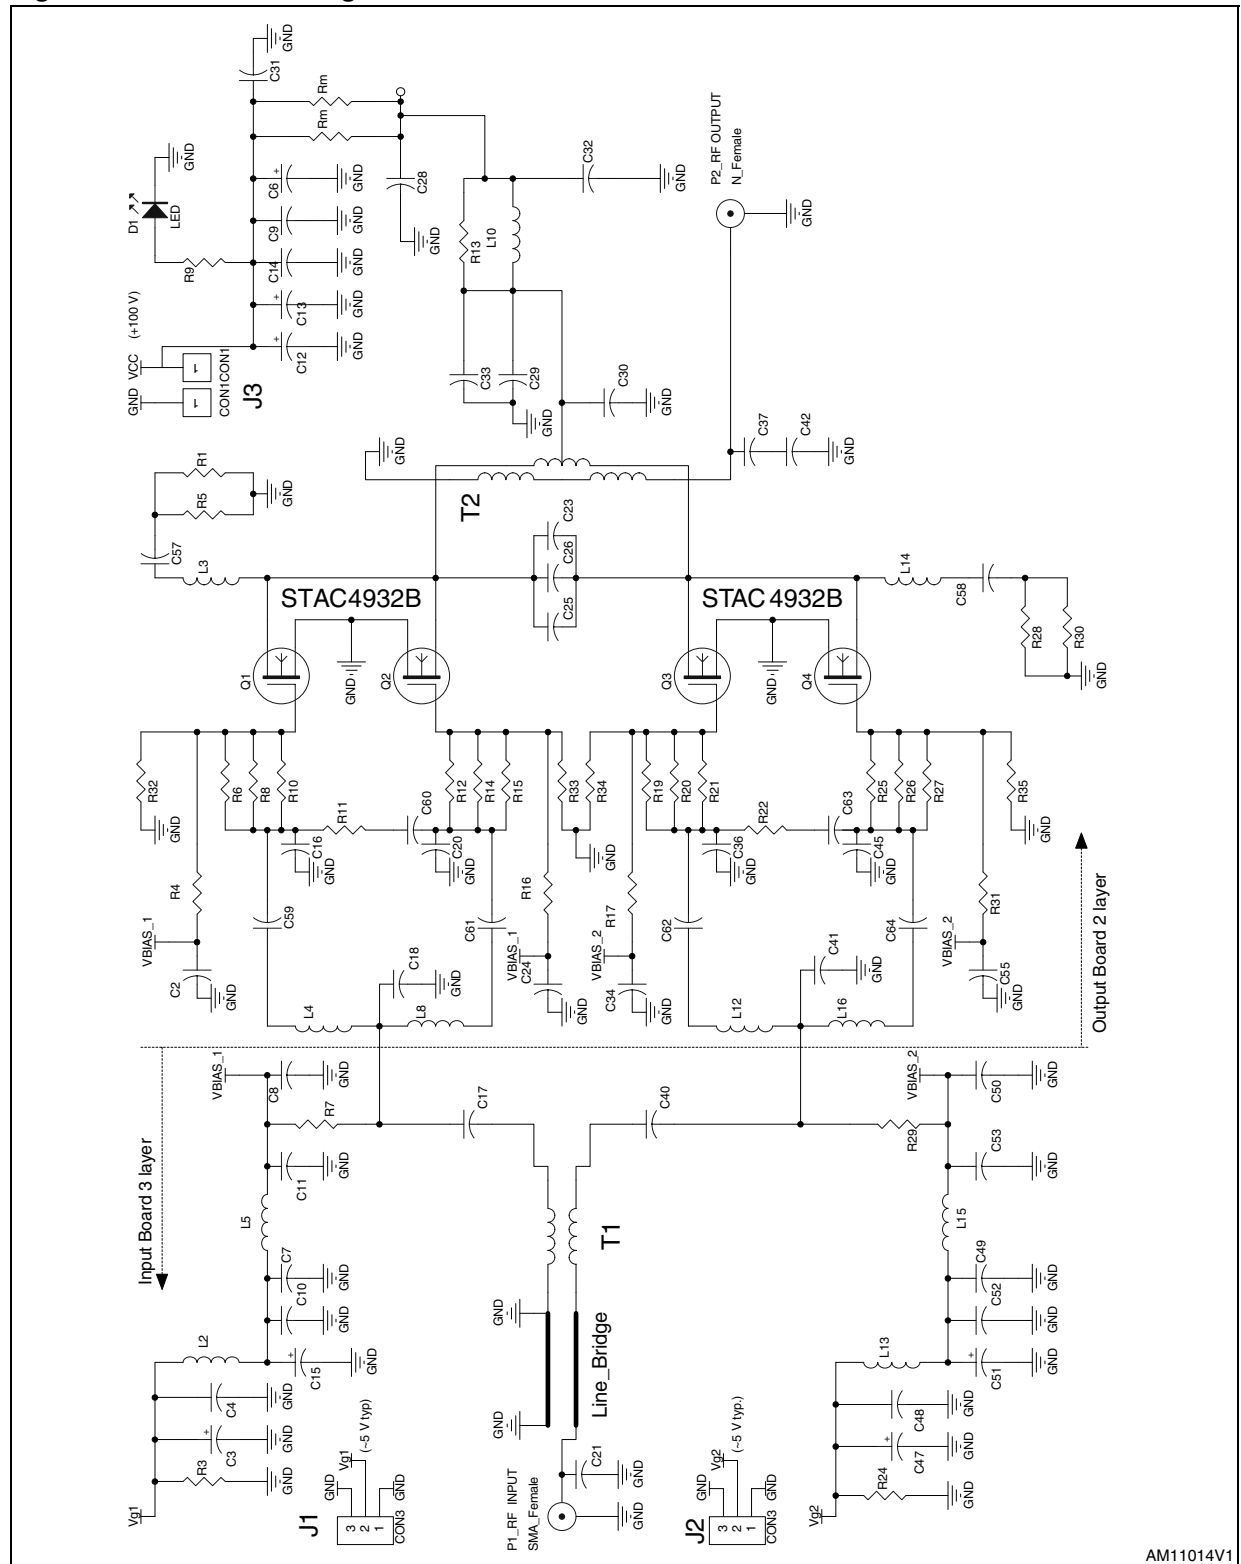 GND
C31
Rm
Rm
GND
D1
LED
C6
+
GND
C28
GND
C32
GND
P2_RF OUTPUT
N_Female
GND
C9
GND
R9
C14
GND
R13
L10
(+100 V)
VCC
GND
C13
+
GND
C12
+
GND
1
1
CON1CON1
J3
C33
C29
GND
C30
GND
C37
C42
GND
GND
R1
R5
GND
C57
L3
T2
C23
C26
C25
L14
C58
R28
R30
GND
STAC4932B
STAC4932B
Q1
GND
Q2
Q3
GND
Q4
R32
GND
R6
R8
R10
R11
C60
R12
R14
R15
R33
R34
GND
R19
R20
R21
R22
C63
R25
R26
R27
R35
GND
R4
C16
GND
C20
GND
R16
R17
C36
GND
C45
GND
R31
VBIAS_1
C2
GND
C59
C61
C18
GND
VBIAS_1
C24
GND
VBIAS_2
C34
GND
C62
C64
C41
GND
VBIAS_2
C55
GND
L4
L8
L12
L16
Output Board 2 layer
Input Board 3 layer
VBIAS_1
C8
GND
R7
C17
C40
VBIAS_2
C50
GND
R29
C11
GND
C53
GND
L5
L15
T1
C7
C10
GND
GND
C49
C52
GND
GND
GND
Line_Bridge
GND
L2
C15
+
GND
L13
C51
+
GND
C4
GND
C48
GND
C3
+
GND
C47
+
GND
R3
GND
R24
GND
Vg1
Vg2
J1
GND
Vg1
(~5 V typ)
GND
3
2
1
CON3
P1_RF INPUT
SMA_Female
C21
GND
GND
J2
GND
Vg2
(~5 V typ.)
GND
3
2
1
CON3
AM11014V1